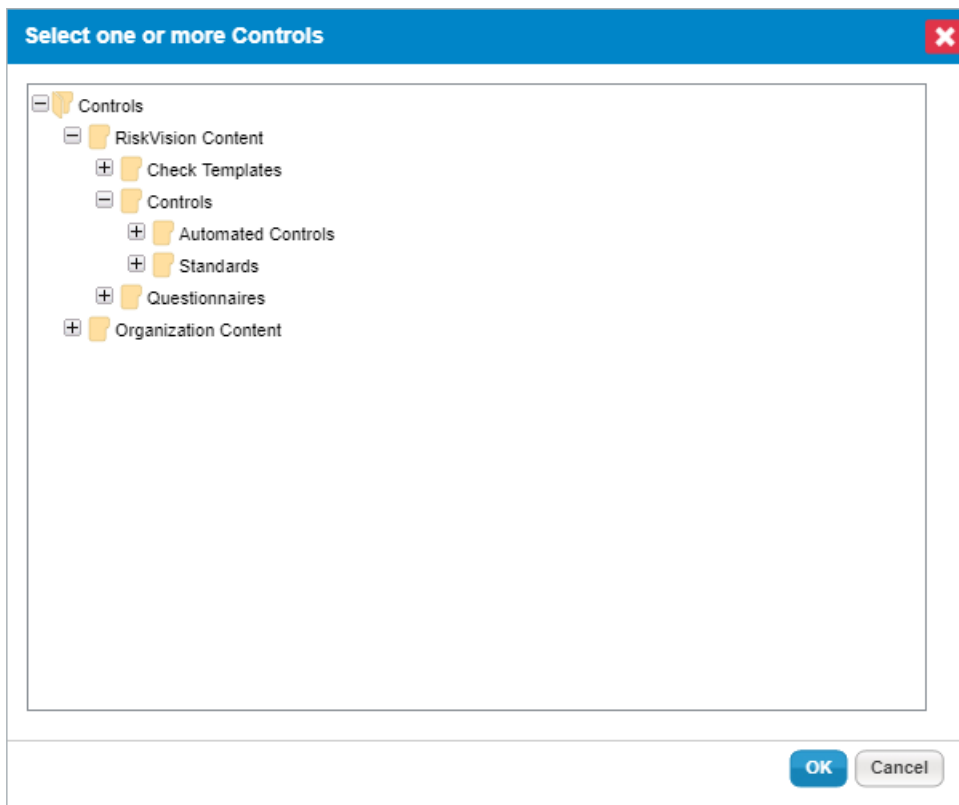 Select one or more Controls
Controls
RiskVision Content
Check Templates
Controls
Automated Controls
Standards
Questionnaires
Organization Content
OK Cancel